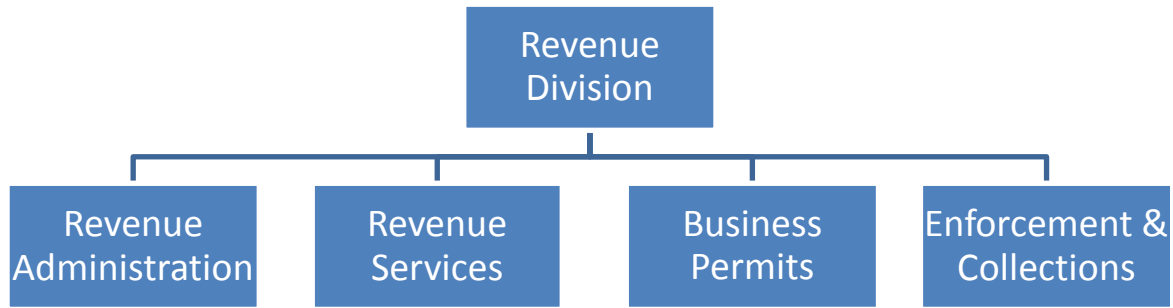 Revenue
Division
Revenue
Administration
Revenue
Services
Business
Permits
Enforcement &
Collections